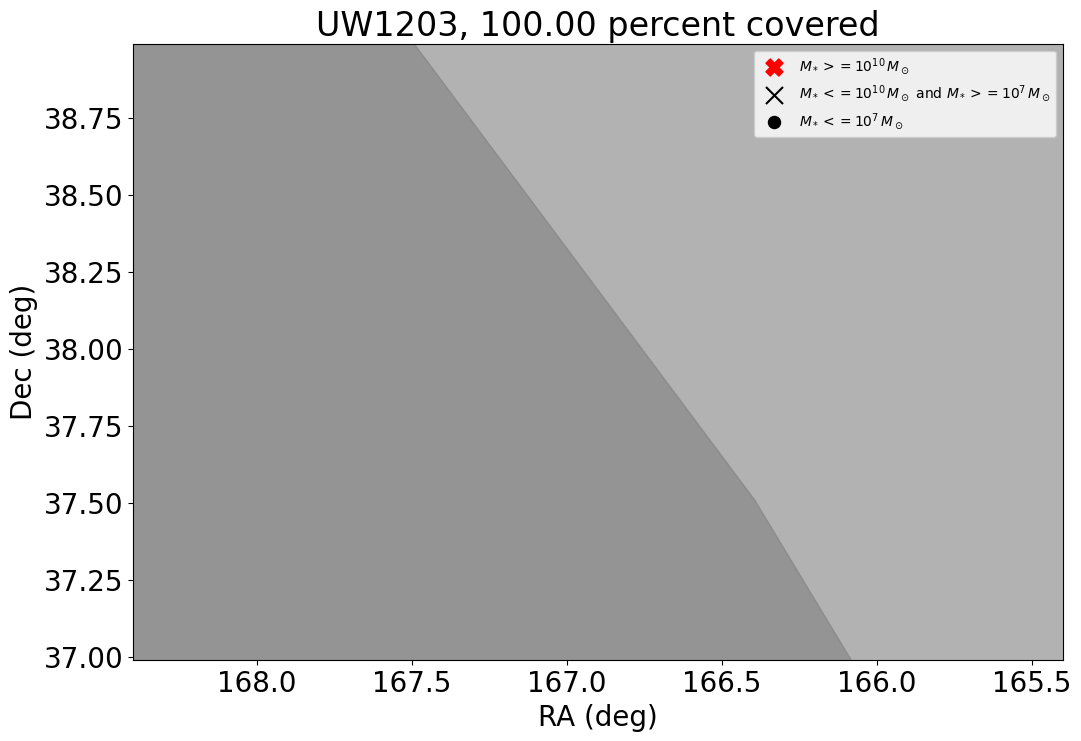 UW1203, 100.00 percent covered
M* >= 10^10 M⊙
M* <= 10^10 M⊙ and M* >= 10^7 M⊙
M* <= 10^7 M⊙
38.75
38.50
38.25
38.00
37.75
37.50
37.25
37.00
Dec (deg)
168.0 167.5 167.0 166.5 166.0 165.5
RA (deg)